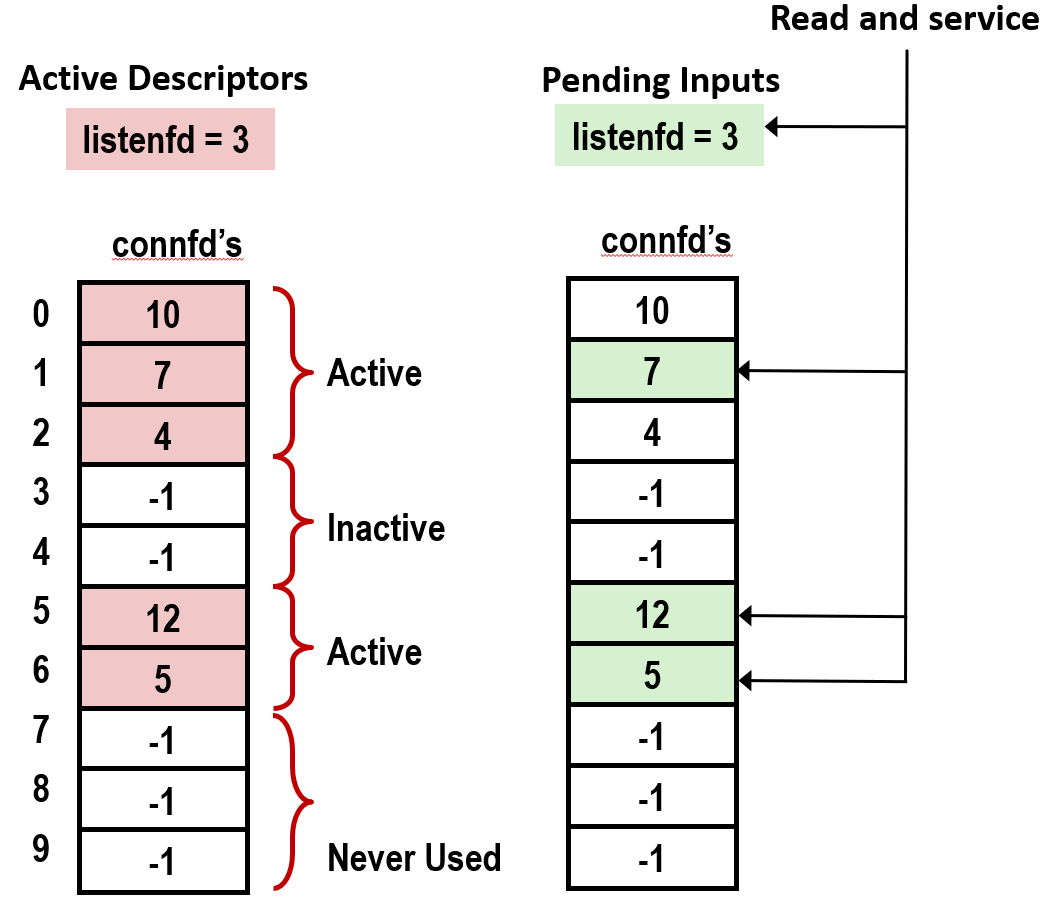 Read and service
Active Descriptors
Pending Inputs
listenfd = 3
listenfd = 3
connfd’s
connfd’s
0 10 10
1 7 Active 7
2 4 4
3 -1 -1
4 -1 Inactive -1
5 12 12
6 5 Active 5
7 -1 -1
8 -1 -1
9 -1 Never Used -1